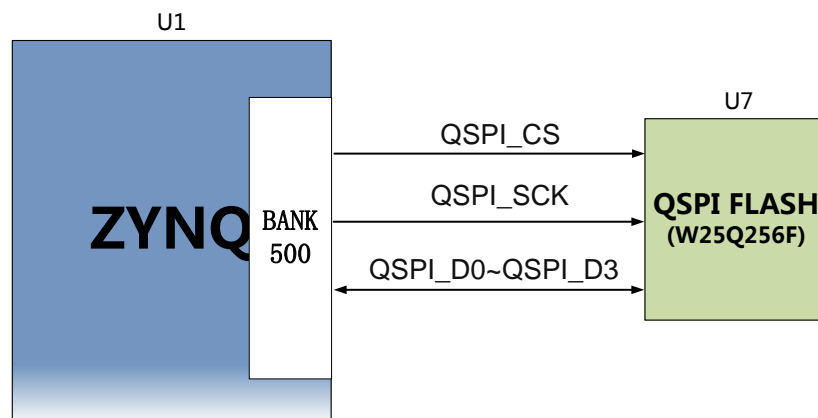 U1
U7
QSPI_CS
QSPI_SCK
ZYNQ
BANK
500
QSPI FLASH
(W25Q256F)
QSPI_D0~QSPI_D3